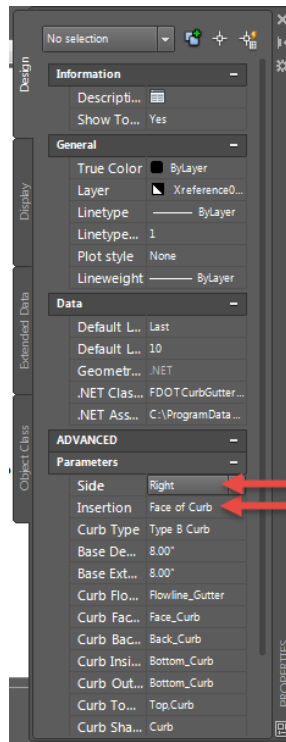 No selection
Design
Display
Extended Data
Object Class
Information
Descripti...
Show To... Yes
General
True Color ByLayer
Layer Xreference0...
Linetype ByLayer
Linetype... 1
Plot style None
Lineweight ByLayer
Data
Default L... Last
Default L... 10
Geometr... .NET
.NET Clas... FDOTCurbGutter...
.NET Ass... C:\ProgramData...
ADVANCED
Parameters
Side Right
Insertion Face of Curb
Curb Type Type B Curb
Base De... 8.00"
Base Ext... 8.00"
Curb Flo... Flowline_Gutter
Curb Fac... Face_Curb
Curb Bac... Back_Curb
Curb Insi... Bottom_Curb
Curb Out... Bottom_Curb
Curb To... Top,Curb
Curb Sha... Curb
PROPERTIES